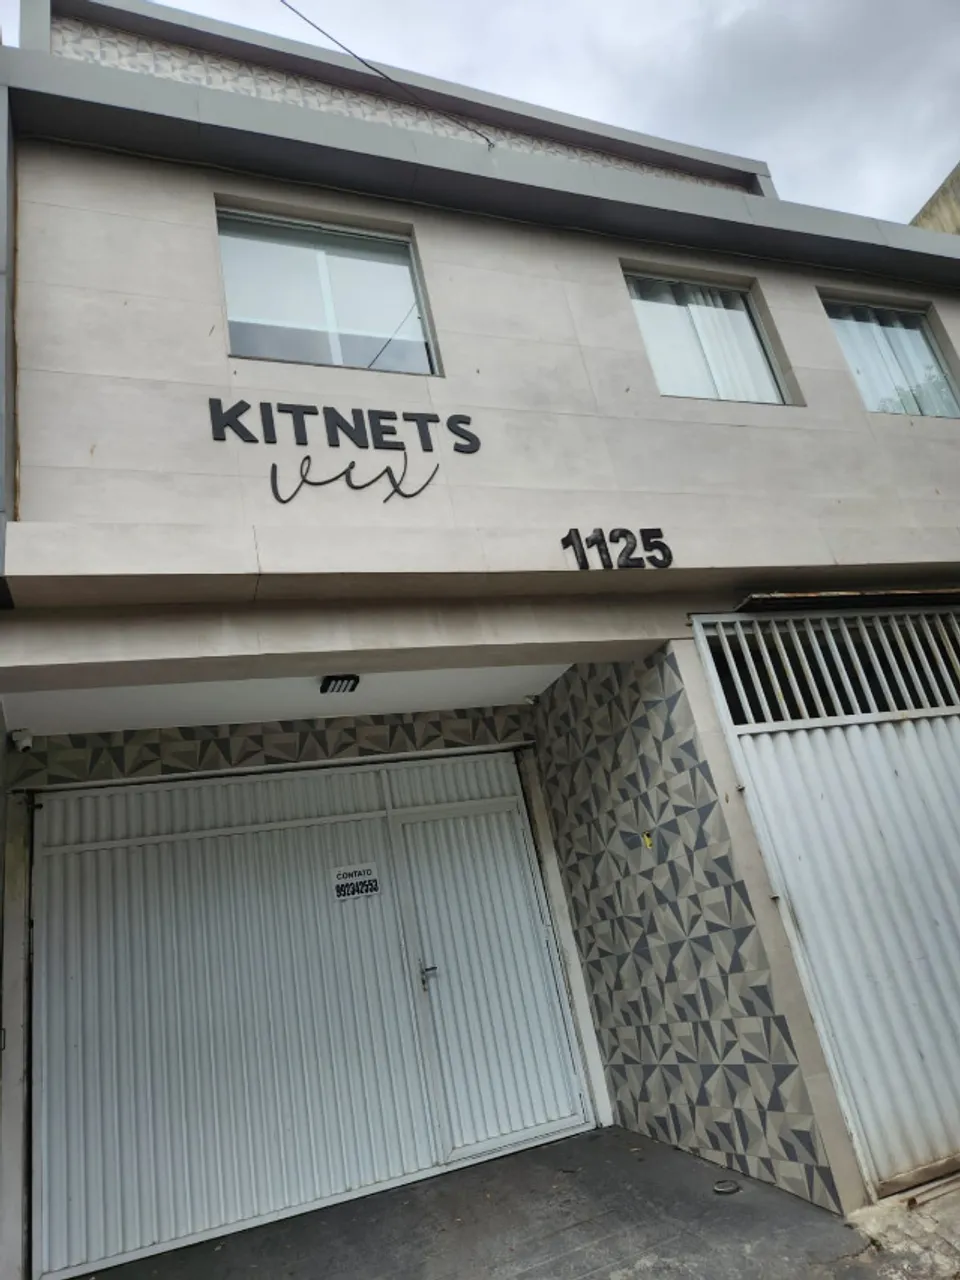 KITNETS
vix
1125
CONTATO
992342553